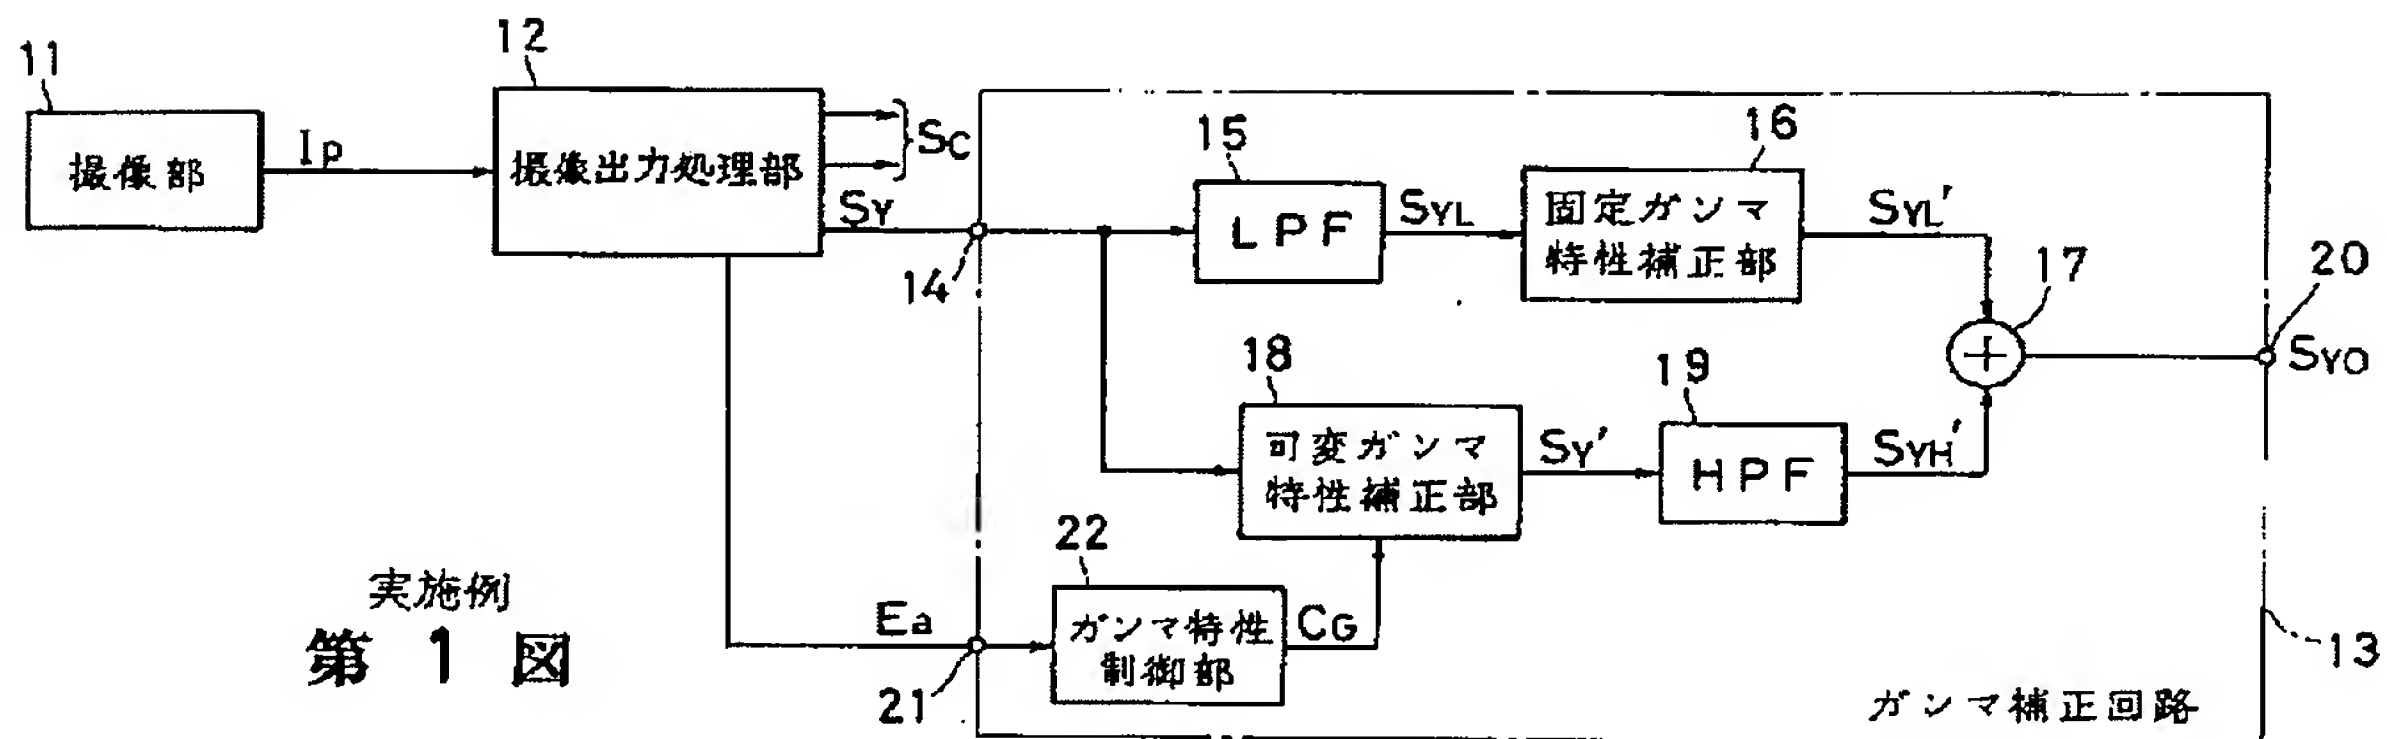 11
撮像部
Ip
12
撮像出力処理部
Sc
SY
14
15
LPF
SYL
16
固定ガンマ
特性補正部
SYL'
17
20
SYO
18
可変ガンマ
特性補正部
SY'
19
HPF
SYH'
22
ガンマ特性
制御部
CG
Ea
21
13
ガンマ補正回路
実施例
第1図